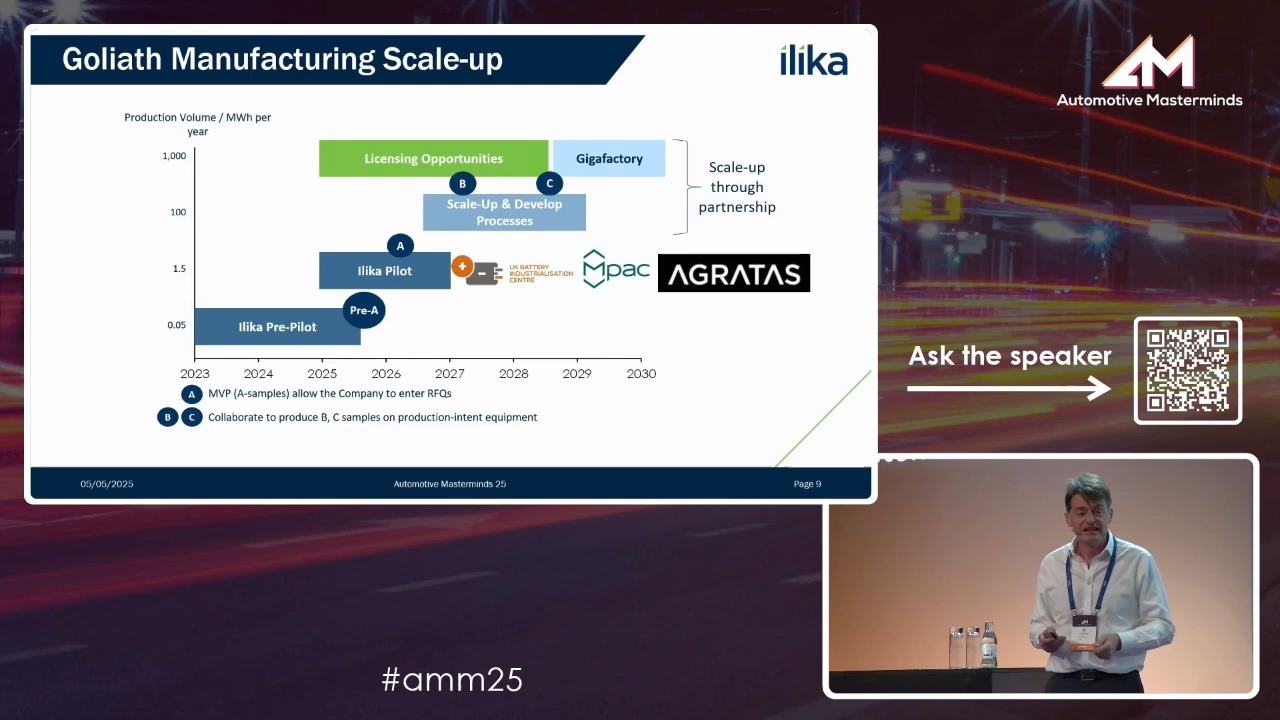 Goliath Manufacturing Scale-up
ilika
Production Volume / MWh per
year
1,000
100
1.5
0.05
Licensing Opportunities
Gigafactory
B
C
Scale-Up & Develop
Processes
Scale-up
through
partnership
A
Ilika Pilot
UK BATTERY
INDUSTRIALISATION
CENTRE
Mpac
AGRATAS
Pre-A
Ilika Pre-Pilot
2023
2024
2025
2026
2027
2028
2029
2030
A MVP (A-samples) allow the Company to enter RFQs
B C Collaborate to produce B, C samples on production-intent equipment
05/05/2025
Automotive Masterminds 25
Page 9
AM
Automotive Masterminds
Ask the speaker
#amm25